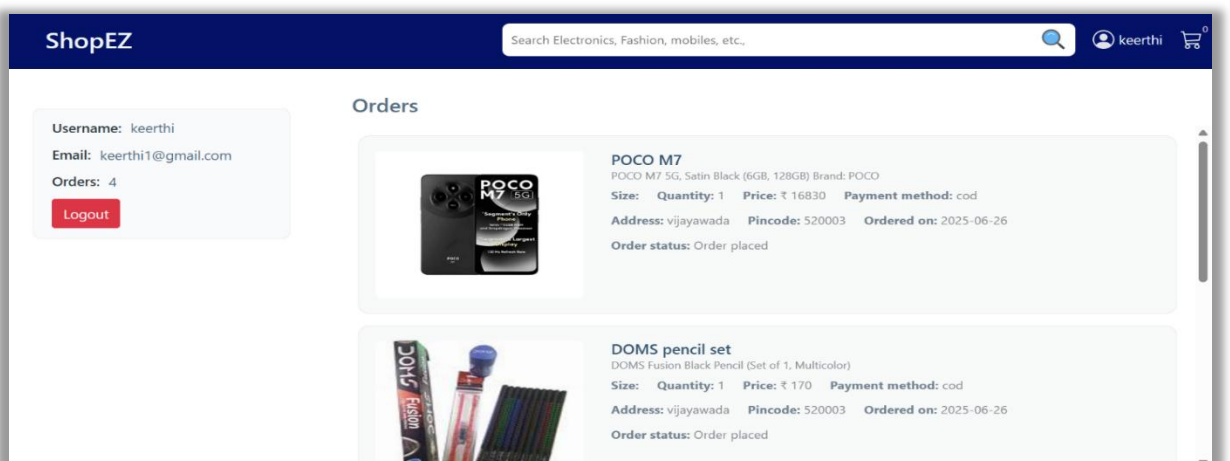 ShopEZ
Search Electronics, Fashion, mobiles, etc.,
keerthi
0
Username: keerthi
Email: keerthi1@gmail.com
Orders: 4
Logout
Orders
POCO
M7 5G
"Segment's Only
Phone
POCO M7
POCO M7 5G, Satin Black (6GB, 128GB) Brand: POCO
Size: Quantity: 1 Price: ₹ 16830 Payment method: cod
Address: vijayawada Pincode: 520003 Ordered on: 2025-06-26
Order status: Order placed
DOMS Fusion
DOMS pencil set
DOMS Fusion Black Pencil (Set of 1, Multicolor)
Size: Quantity: 1 Price: ₹ 170 Payment method: cod
Address: vijayawada Pincode: 520003 Ordered on: 2025-06-26
Order status: Order placed